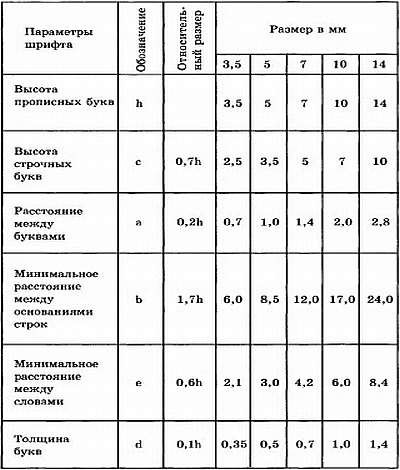 Параметры шрифта
Обозначение
Относитель-
ный размер
Размер в мм
3,5 5 7 10 14
Высота
прописных букв h 3,5 5 7 10 14
Высота
строчных
букв c 0,7h 2,5 3,5 5 7 10
Расстояние
между
буквами a 0,2h 0,7 1,0 1,4 2,0 2,8
Минимальное
расстояние
между
основаниями
строк b 1,7h 6,0 8,5 12,0 17,0 24,0
Минимальное
расстояние
между
словами e 0,6h 2,1 3,0 4,2 6,0 8,4
Толщина
букв d 0,1h 0,35 0,5 0,7 1,0 1,4